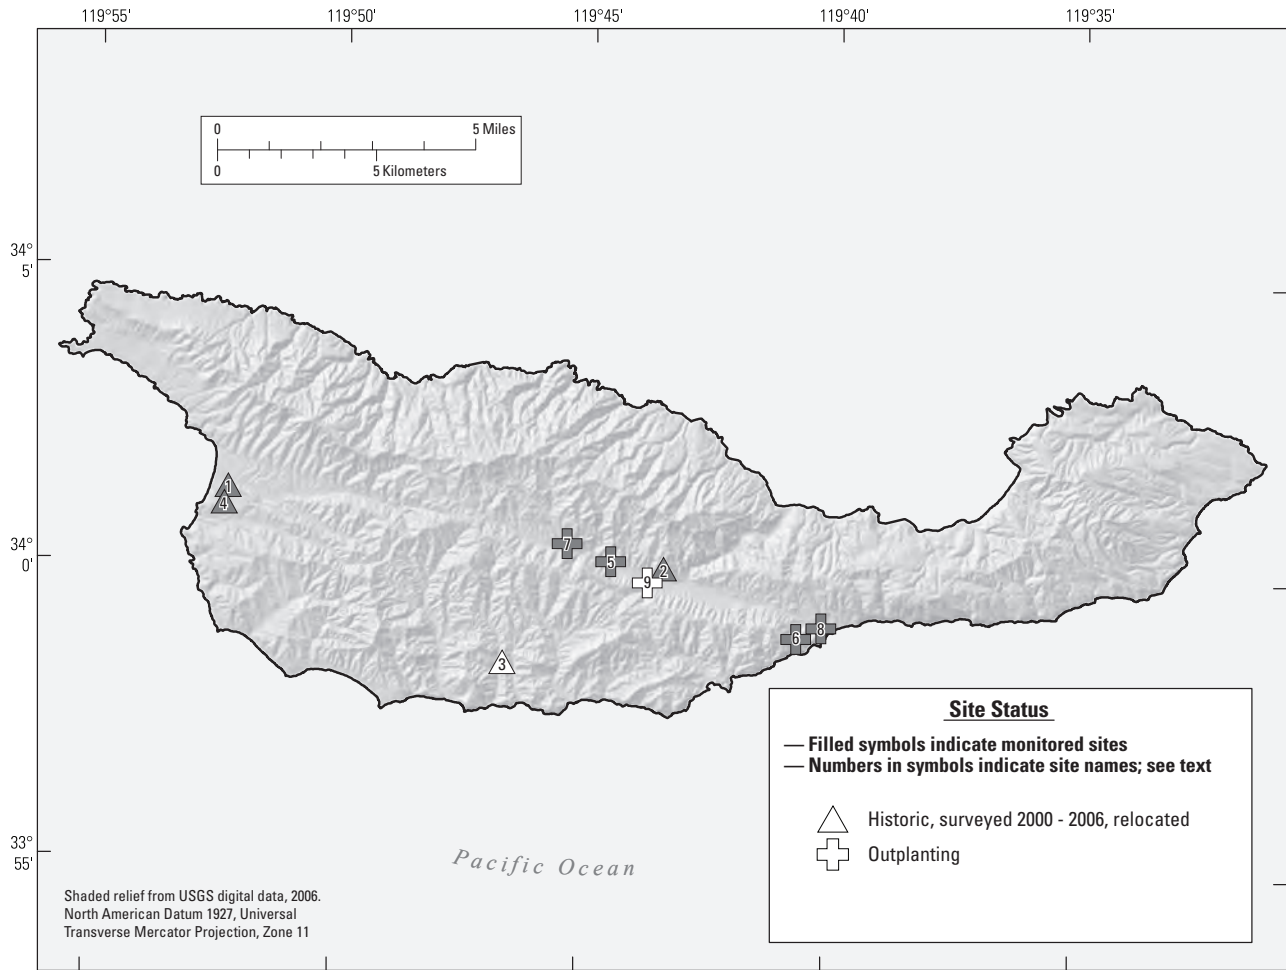 119°55' 119°50' 119°45' 119°40' 119°35'
0 5 Miles
0 5 Kilometers
34°
5'
1
4
34°
0'
7
5
2
9
8
6
3
Site Status
— Filled symbols indicate monitored sites
— Numbers in symbols indicate site names; see text
Historic, surveyed 2000 - 2006, relocated
Outplanting
33°
55'
Pacific Ocean
Shaded relief from USGS digital data, 2006.
North American Datum 1927, Universal
Transverse Mercator Projection, Zone 11